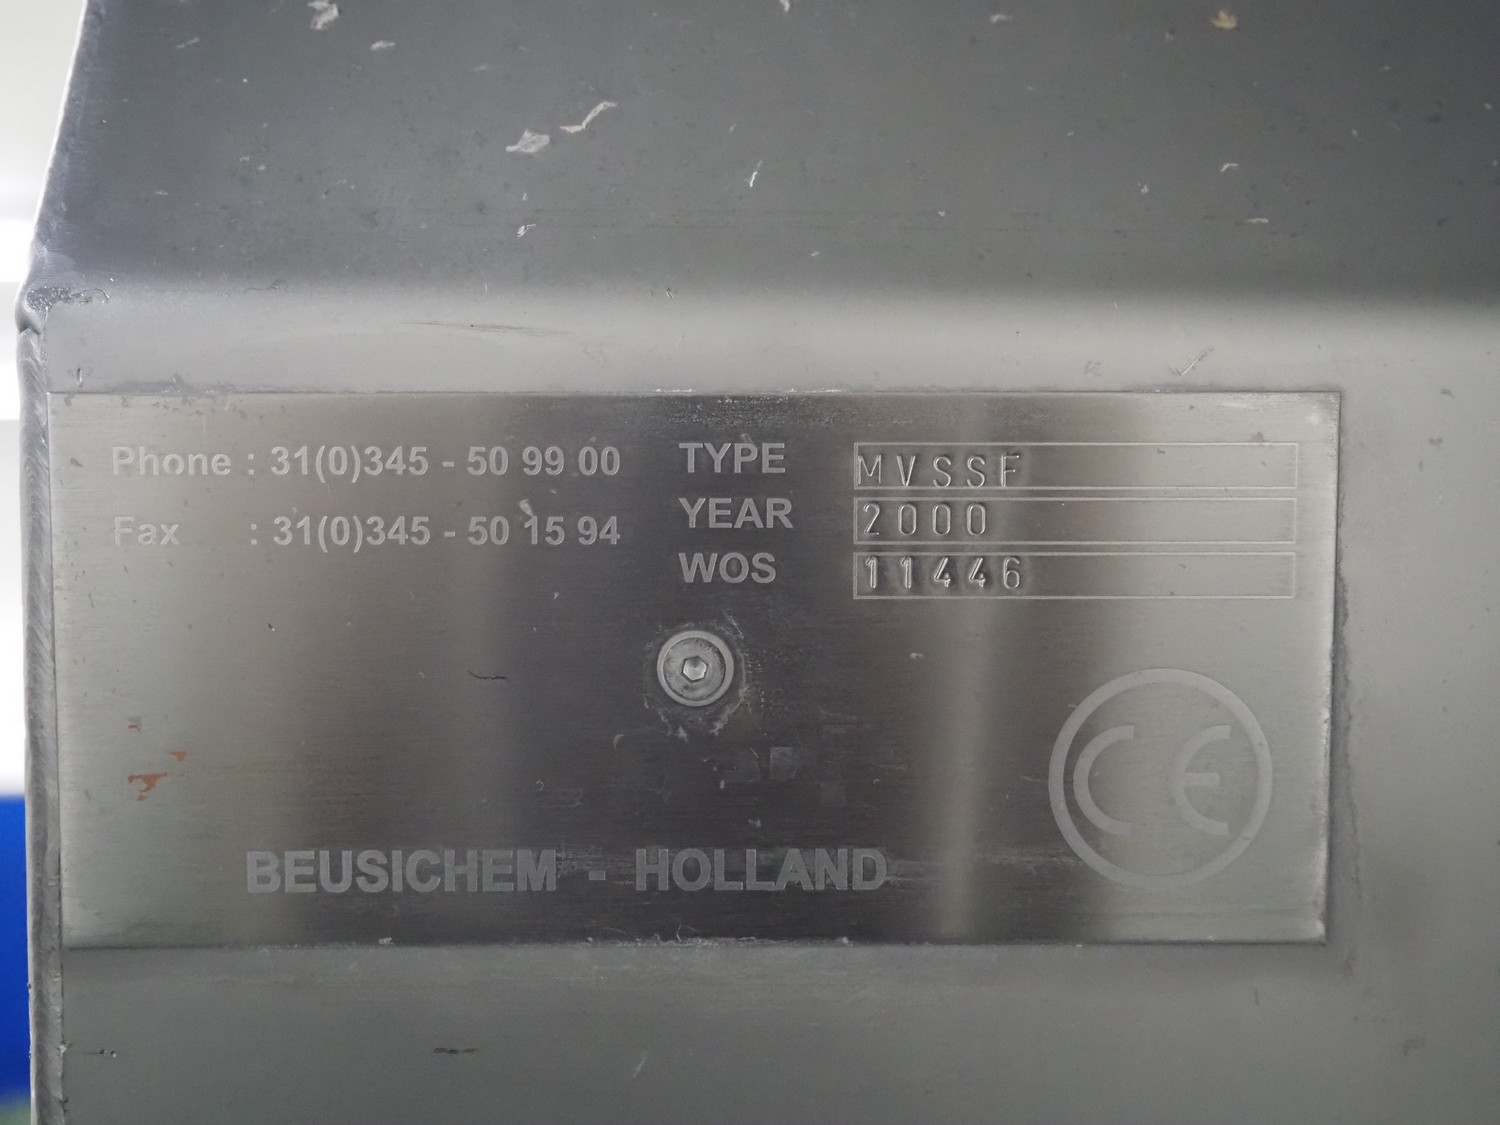 Phone : 31(0)345 - 50 99 00
Fax : 31(0)345 - 50 15 94
TYPE MVSSF
YEAR 2000
WOS 11446
CE
BEUSICHEM - HOLLAND